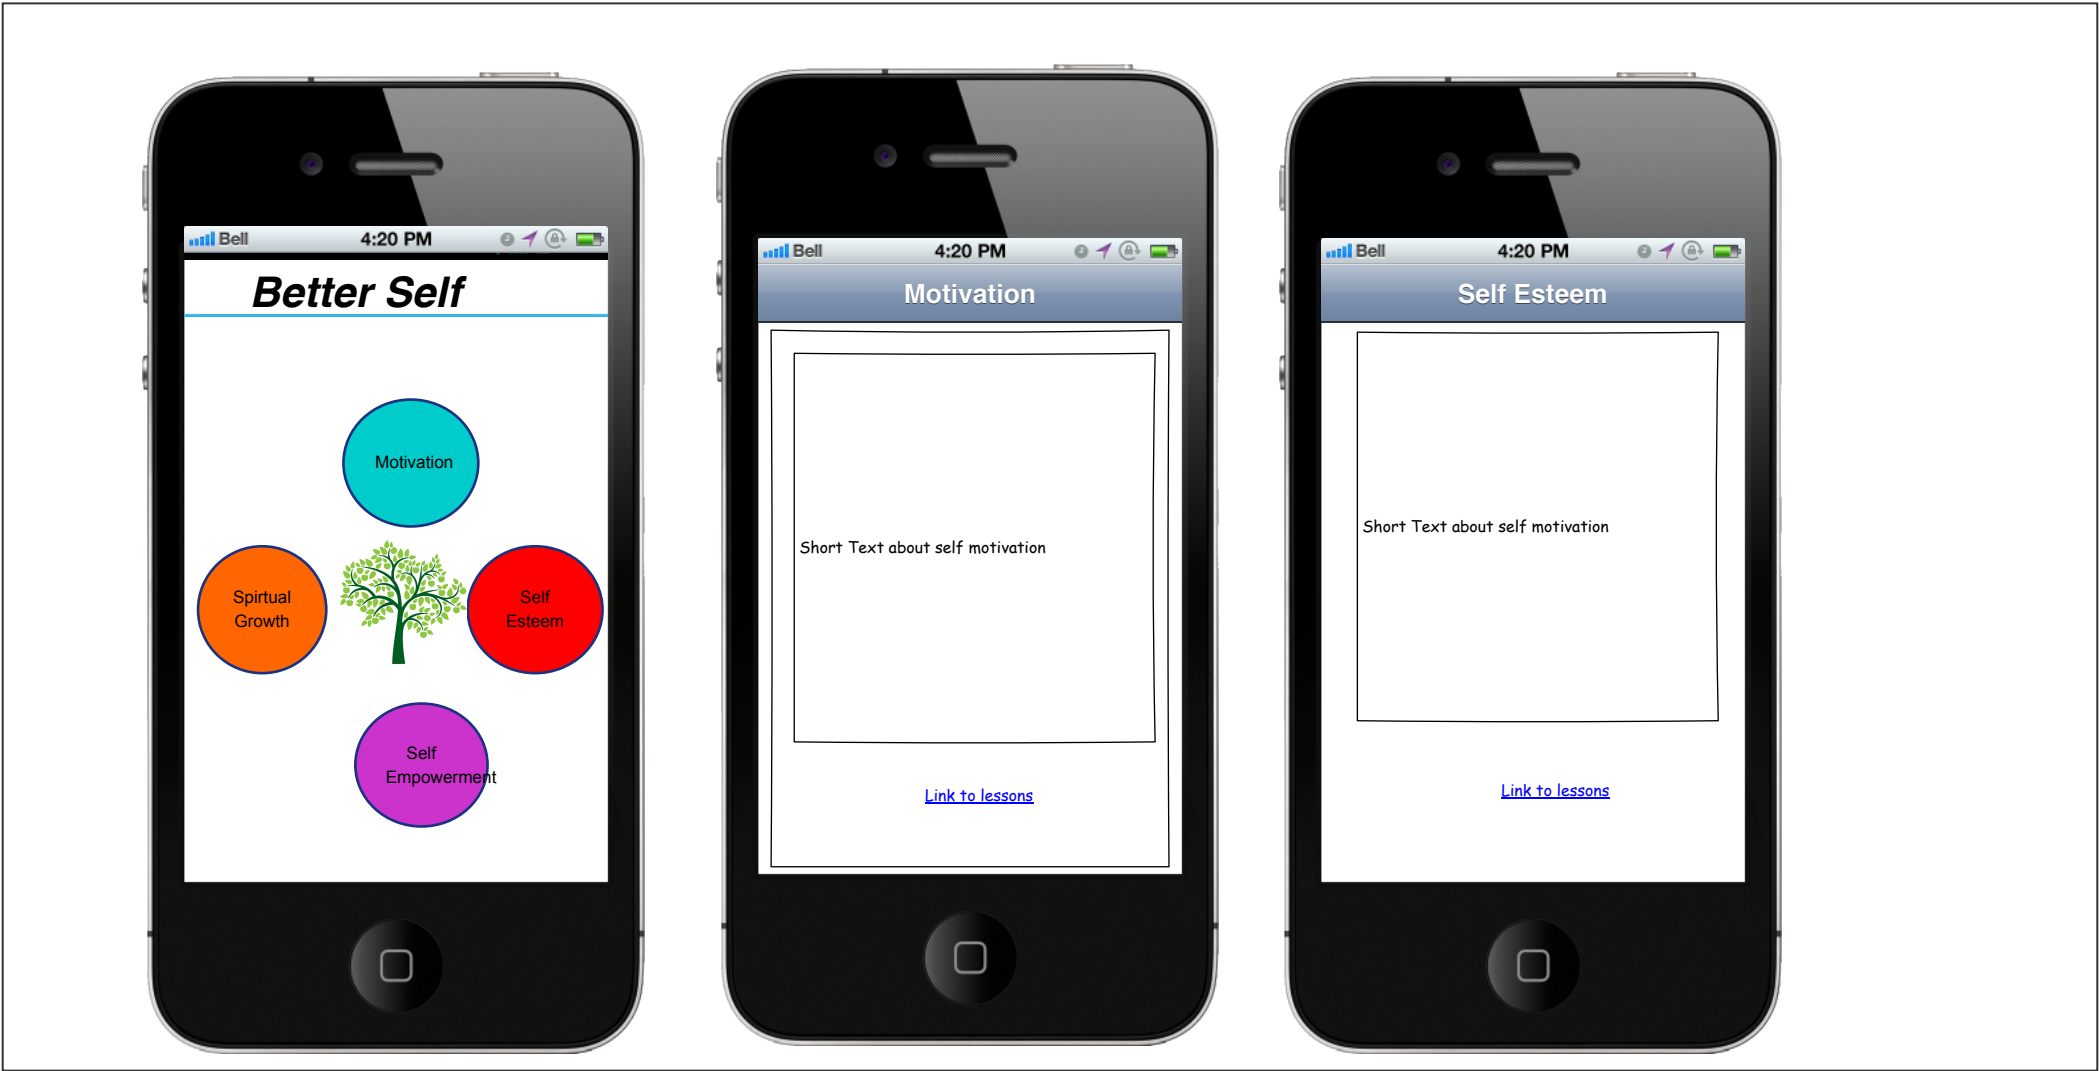 Bell 4:20 PM
Better Self
Motivation
Spirtual
Growth
Self
Esteem
Self
Empowerment
Bell 4:20 PM
Motivation
Short Text about self motivation
Link to lessons
Bell 4:20 PM
Self Esteem
Short Text about self motivation
Link to lessons